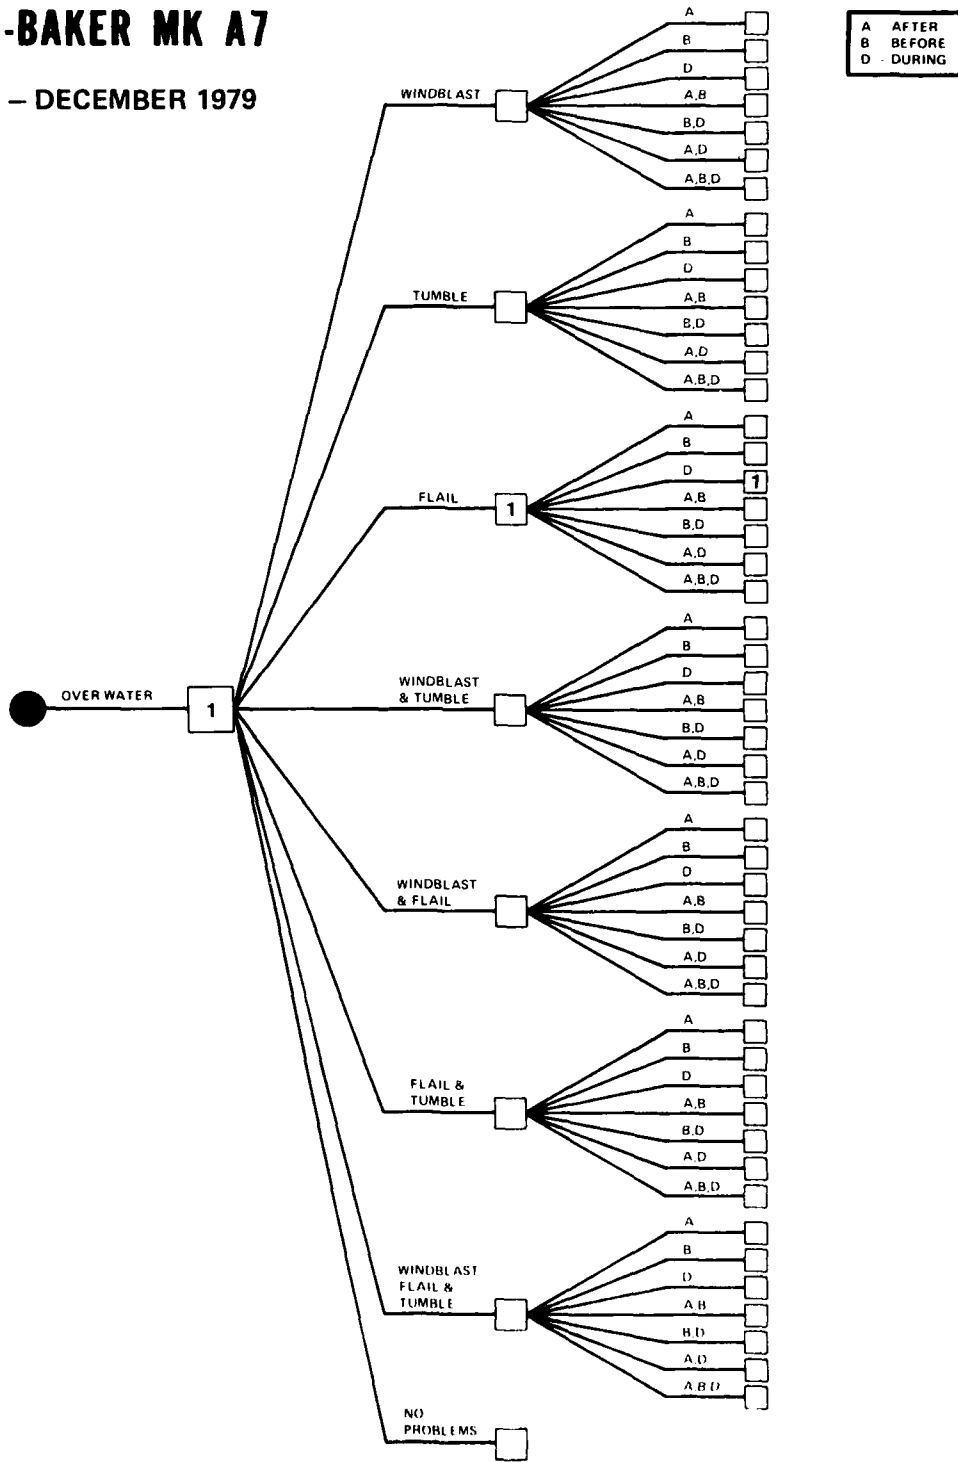 -BAKER MK A7
– DECEMBER 1979
A AFTER
B BEFORE
D - DURING
WINDBLAST
A
B
D
A,B
B,D
A,D
A,B,D
TUMBLE
A
B
D
A,B
B,D
A,D
A,B,D
FLAIL
1
A
B
D
1
A,B
B,D
A,D
A,B,D
OVER WATER
1
WINDBLAST
& TUMBLE
A
B
D
A,B
B,D
A,D
A,B,D
WINDBLAST
& FLAIL
A
B
D
A,B
B,D
A,D
A,B,D
FLAIL &
TUMBLE
A
B
D
A,B
B,D
A,D
A,B,D
WINDBLAST
FLAIL &
TUMBLE
A
B
D
A,B
B,D
A,D
A,B,D
NO
PROBLEMS